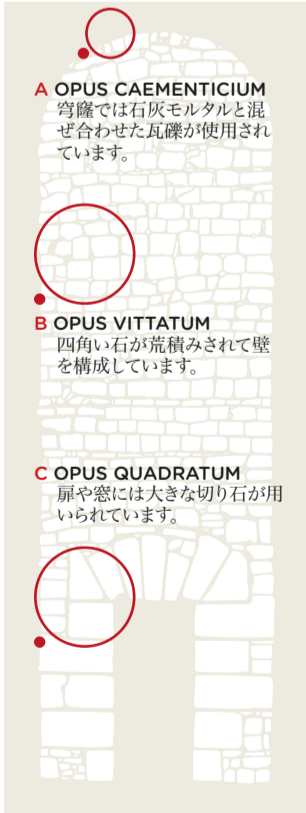 A OPUS CAEMENTICIUM
穹窿では石灰モルタルと混
ぜ合わせた瓦礫が使用され
ています。
B OPUS VITTATUM
四角い石が荒積みされて壁
を構成しています。
C OPUS QUADRATUM
扉や窓には大きな切り石が用
いられています。